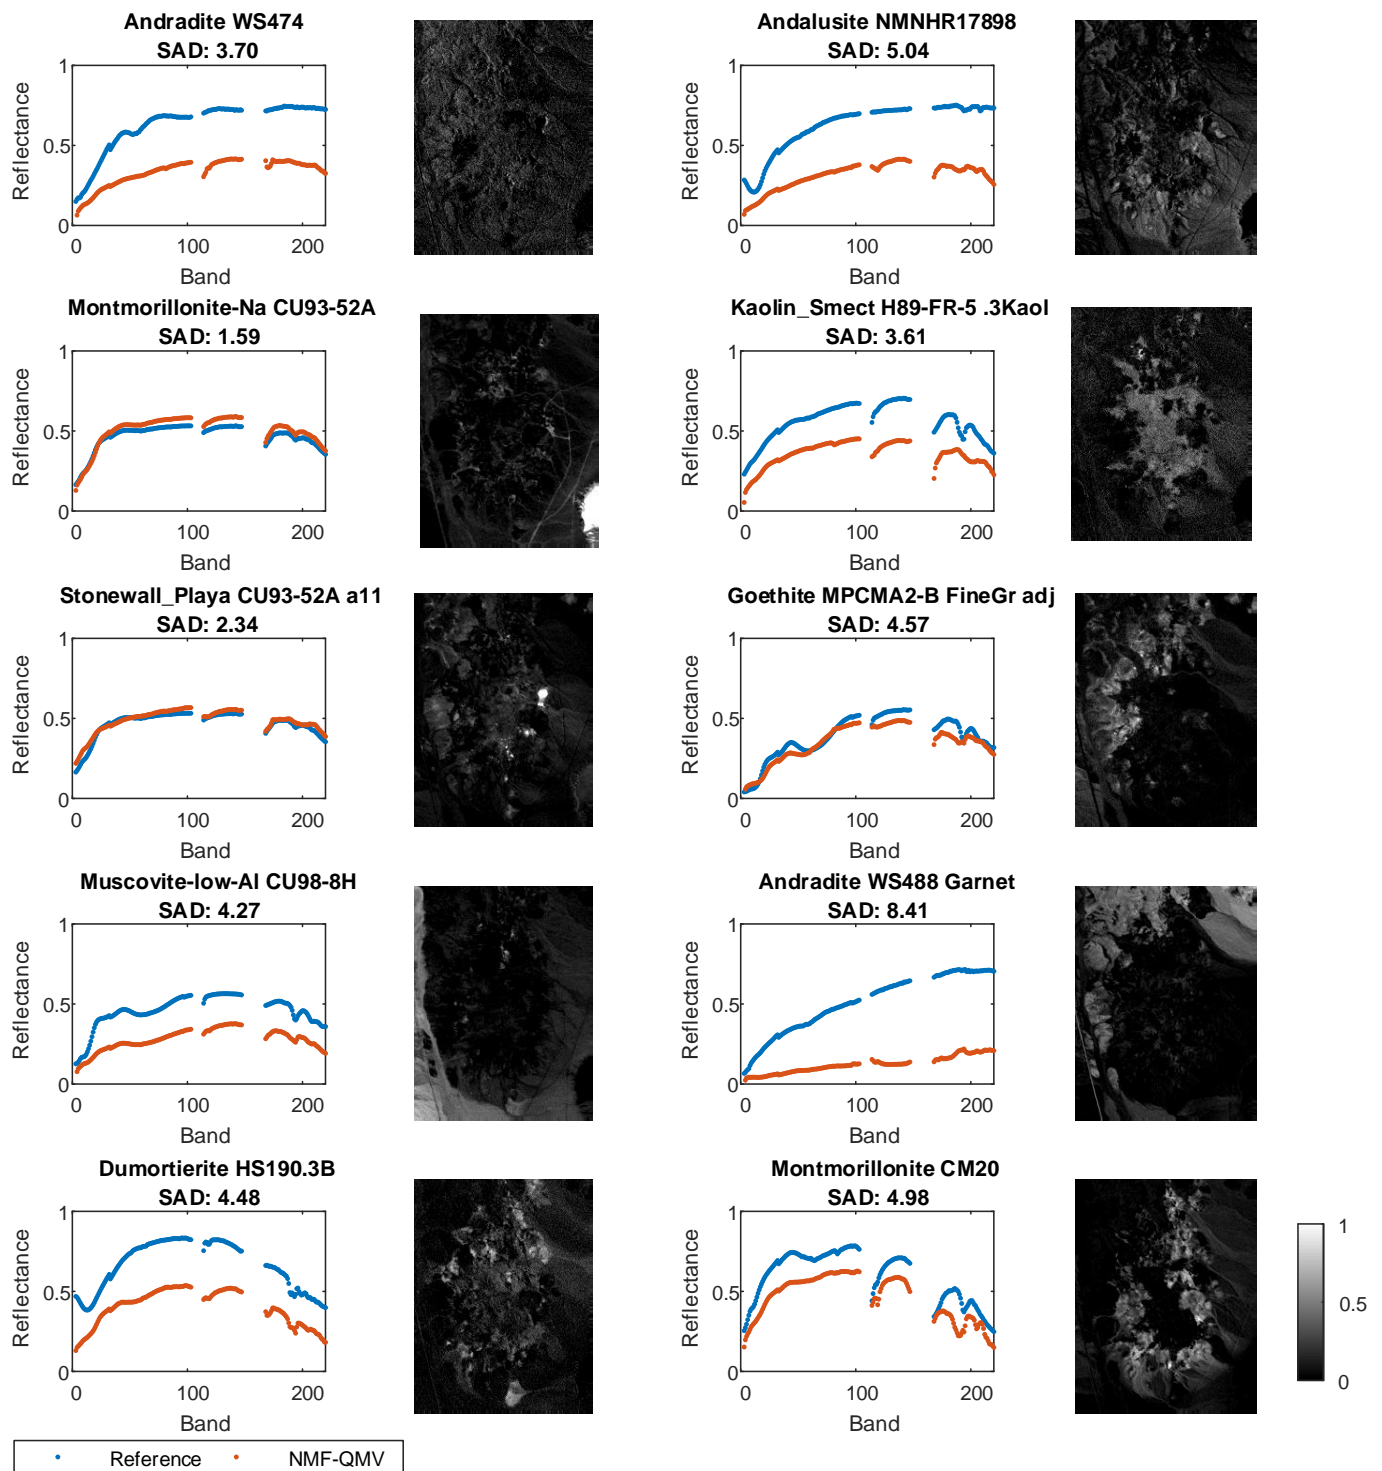 Andradite WS474
SAD: 3.70
1
0.5
0
Reflectance
0
100
200
Band
Andalusite NMNHR17898
SAD: 5.04
1
0.5
0
Reflectance
0
100
200
Band
Montmorillonite-Na CU93-52A
SAD: 1.59
1
0.5
0
Reflectance
0
100
200
Band
Kaolin_Smect H89-FR-5 .3Kaol
SAD: 3.61
1
0.5
0
Reflectance
0
100
200
Band
Stonewall_Playa CU93-52A a11
SAD: 2.34
1
0.5
0
Reflectance
0
100
200
Band
Goethite MPCMA2-B FineGr adj
SAD: 4.57
1
0.5
0
Reflectance
0
100
200
Band
Muscovite-low-Al CU98-8H
SAD: 4.27
1
0.5
0
Reflectance
0
100
200
Band
Andradite WS488 Garnet
SAD: 8.41
1
0.5
0
Reflectance
0
100
200
Band
Dumortierite HS190.3B
SAD: 4.48
1
0.5
0
Reflectance
0
100
200
Band
Montmorillonite CM20
SAD: 4.98
1
0.5
0
Reflectance
0
100
200
Band
1
0.5
0
Reference
NMF-QMV